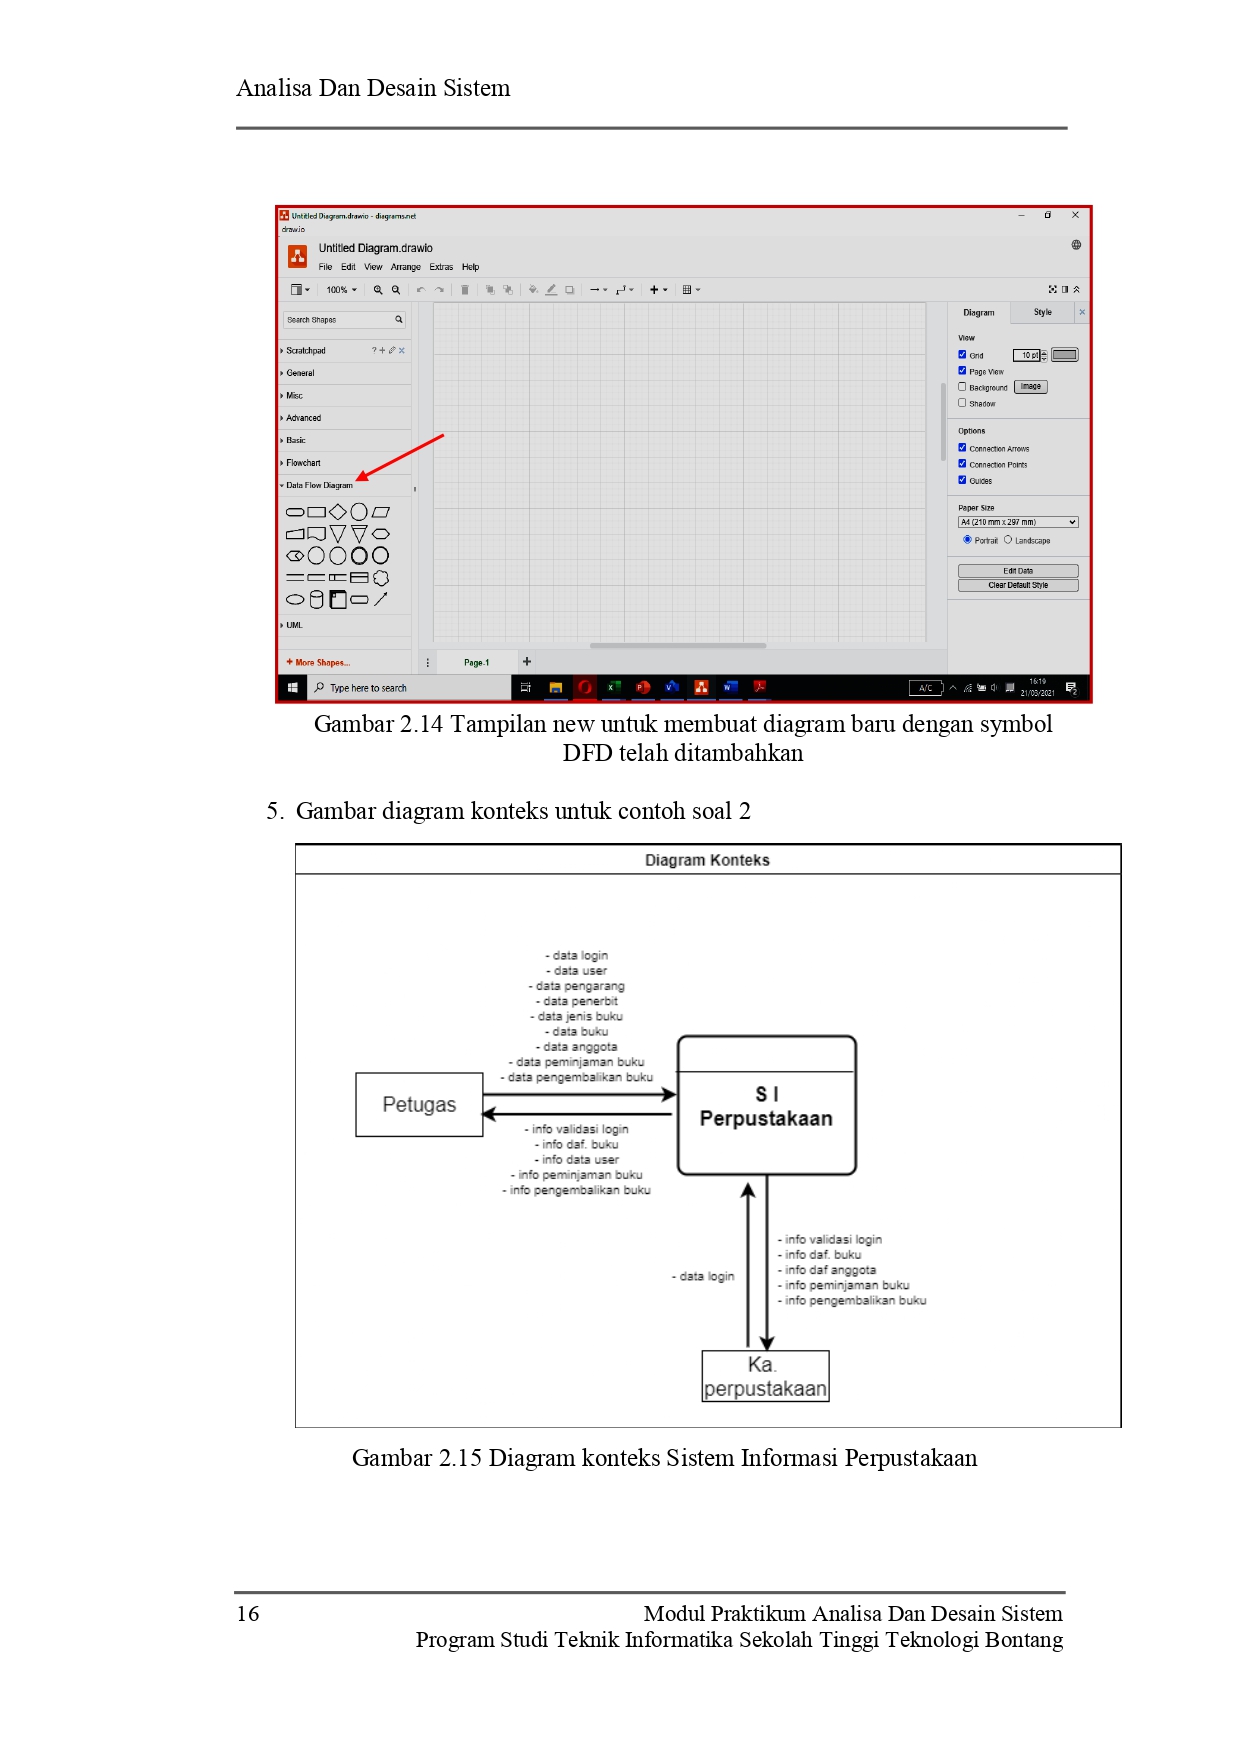 Analisa Dan Desain Sistem
Untitled Diagram.drawio - diagrams.net
draw.io
Untitled Diagram.drawio
File Edit View Arrange Extras Help
100%
Search Shapes
Scratchpad
General
Misc
Advanced
Basic
Flowchart
Data Flow Diagram
UML
+ More Shapes...
Page-1
Diagram Style
View
Grid 10 pt
Page View
Background Image
Shadow
Options
Connection Arrows
Connection Points
Guides
Paper Size
A4 (210 mm x 297 mm)
Portrait Landscape
Edit Data
Clear Default Style
Type here to search
A/C
16:19
21/03/2021
Gambar 2.14 Tampilan new untuk membuat diagram baru dengan symbol
DFD telah ditambahkan
5. Gambar diagram konteks untuk contoh soal 2
Diagram Konteks
- data login
- data user
- data pengarang
- data penerbit
- data jenis buku
- data buku
- data anggota
- data peminjaman buku
- data pengembalikan buku
Petugas
S I
Perpustakaan
- info validasi login
- info daf. buku
- info data user
- info peminjaman buku
- info pengembalikan buku
- data login
- info validasi login
- info daf. buku
- info daf anggota
- info peminjaman buku
- info pengembalikan buku
Ka.
perpustakaan
Gambar 2.15 Diagram konteks Sistem Informasi Perpustakaan
16 Modul Praktikum Analisa Dan Desain Sistem
Program Studi Teknik Informatika Sekolah Tinggi Teknologi Bontang